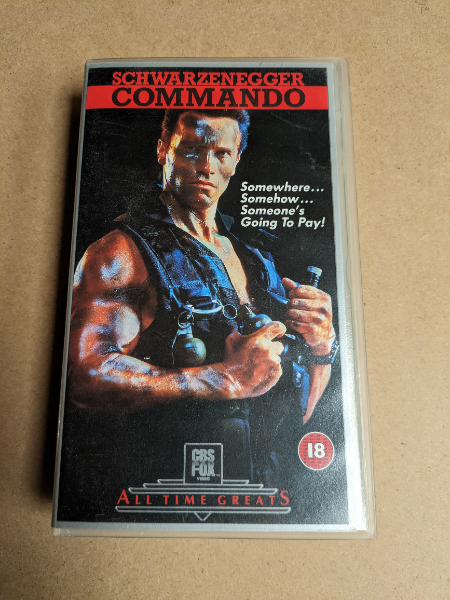 SCHWARZENEGGER
COMMANDO
Somewhere...
Somehow...
Someone's
Going To Pay!
18
CBS
FOX
VIDEO
ALL TIME GREATS